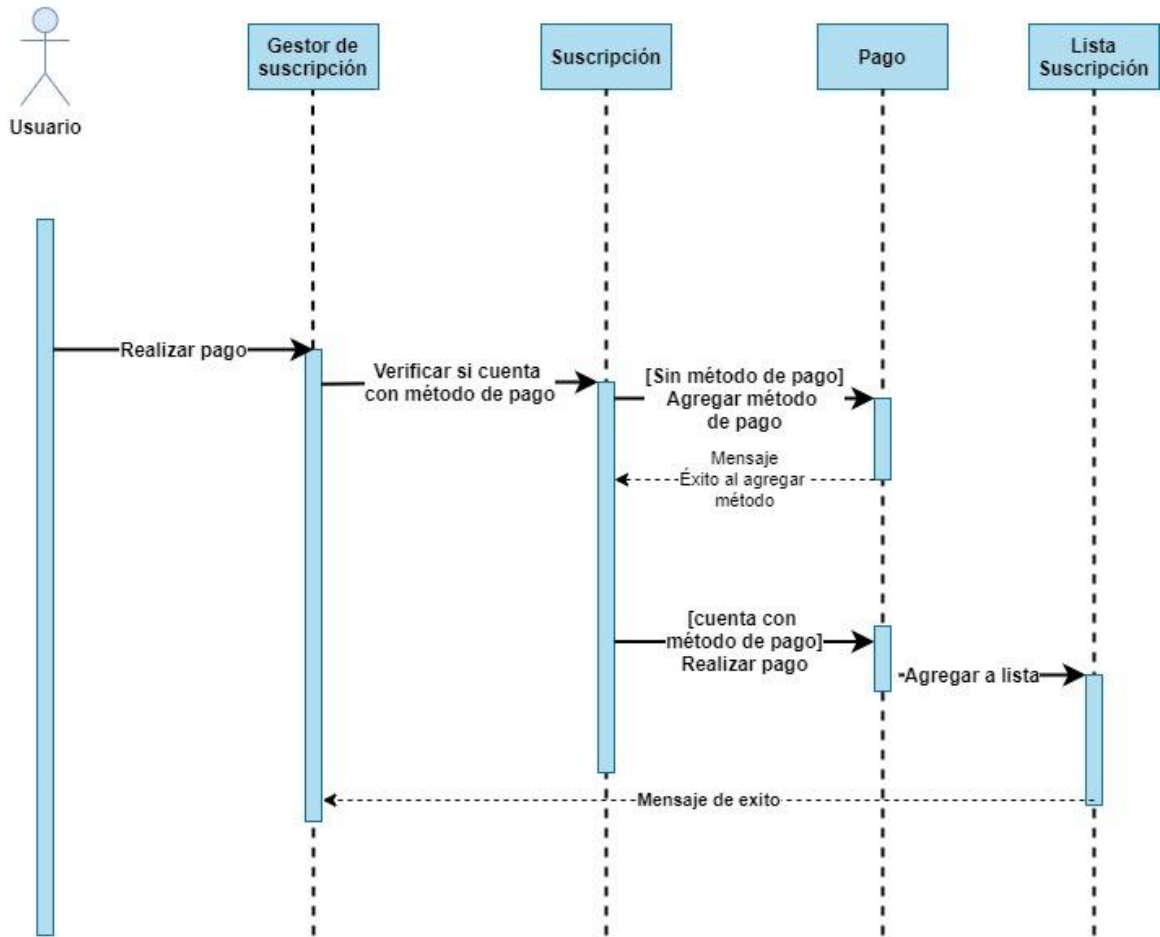 Gestor de
suscripción
Suscripción
Pago
Lista
Suscripción
Usuario
Realizar pago
Verificar si cuenta
con método de pago
[Sin método de pago]
Agregar método
de pago
Mensaje
Éxito al agregar
método
[cuenta con
método de pago]
Realizar pago
Agregar a lista
Mensaje de exito